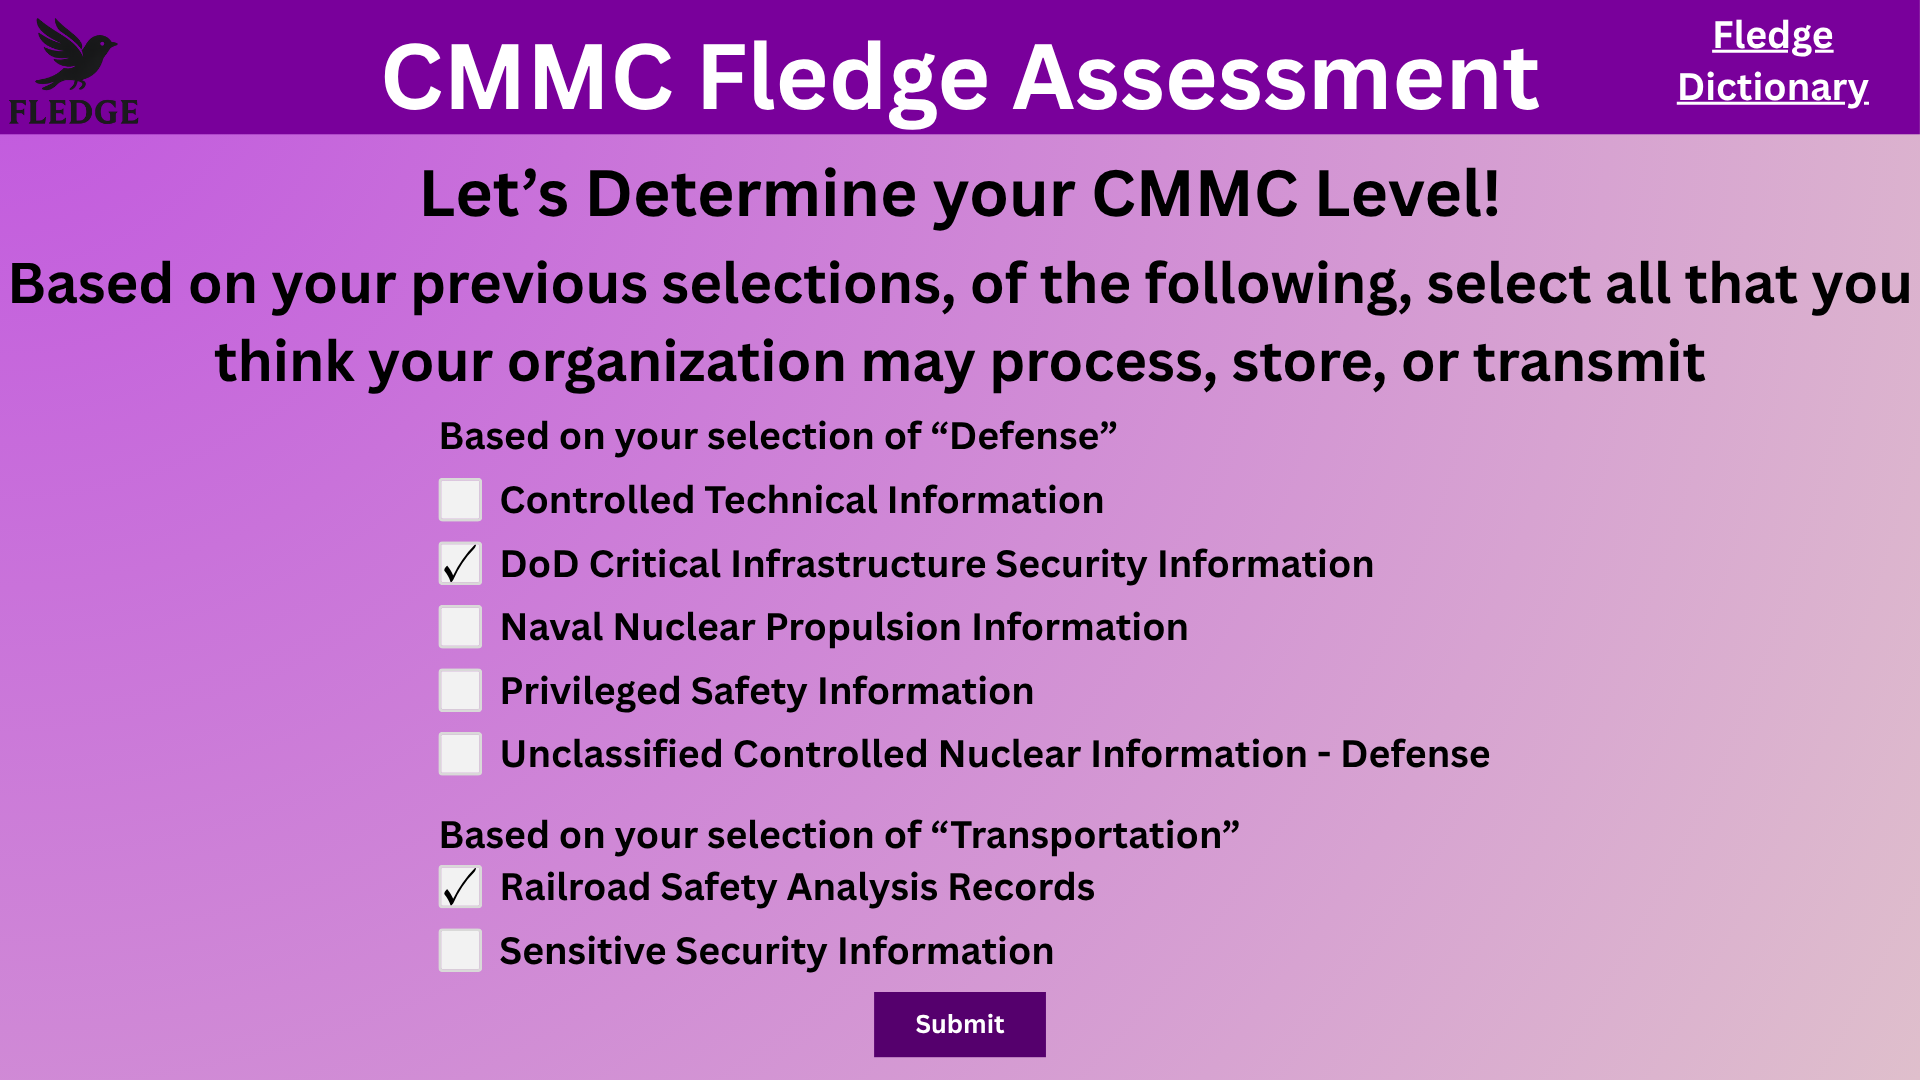 FLEDGE
CMMC Fledge Assessment
Fledge
Dictionary
Let’s Determine your CMMC Level!
Based on your previous selections, of the following, select all that you
think your organization may process, store, or transmit
Based on your selection of “Defense”
Controlled Technical Information
DoD Critical Infrastructure Security Information
Naval Nuclear Propulsion Information
Privileged Safety Information
Unclassified Controlled Nuclear Information - Defense
Based on your selection of “Transportation”
Railroad Safety Analysis Records
Sensitive Security Information
Submit